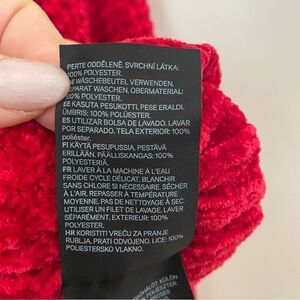 PERTE ODDĚLENĚ. SVRCHNÍ LÁTKA:
100% POLYESTER.
WÄSCHEBEUTEL VERWENDEN.
SEPARAT WASCHEN. OBERMATERIAL:
100% POLYESTER.
EE KASUTA PESUKOTTI. PESE ERALDI.
ÜMBRIS: 100% POLÜESTER.
ES UTILIZAR BOLSA DE LAVADO. LAVAR
POR SEPARADO. TELA EXTERIOR: 100%
poliéster.
FI KÄYTÄ PESUPUSSIA, PESTÄVÄ
ERILLÄÄN. PÄÄLLISKANGAS: 100%
POLYESTERIÄ.
FR LAVER À LA MACHINE À L'EAU
FROIDE CYCLE DÉLICAT. BLANCHIR
SANS CHLORE SI NÉCESSAIRE. SÉCHER
À L'AIR. REPASSER À TEMPÉRATURE
MOYENNE. PAS DE NETTOYAGE À SEC.
UTILISER UN FILET DE LAVAGE, LAVER
SÉPARÉMENT. EXTERIEUR: 100%
POLYESTER.
HR KORISTITI VREĆU ZA PRANJE
RUBLJA, PRATI ODVOJENO. LICE: 100%
POLIESTERSKO VLAKNO.